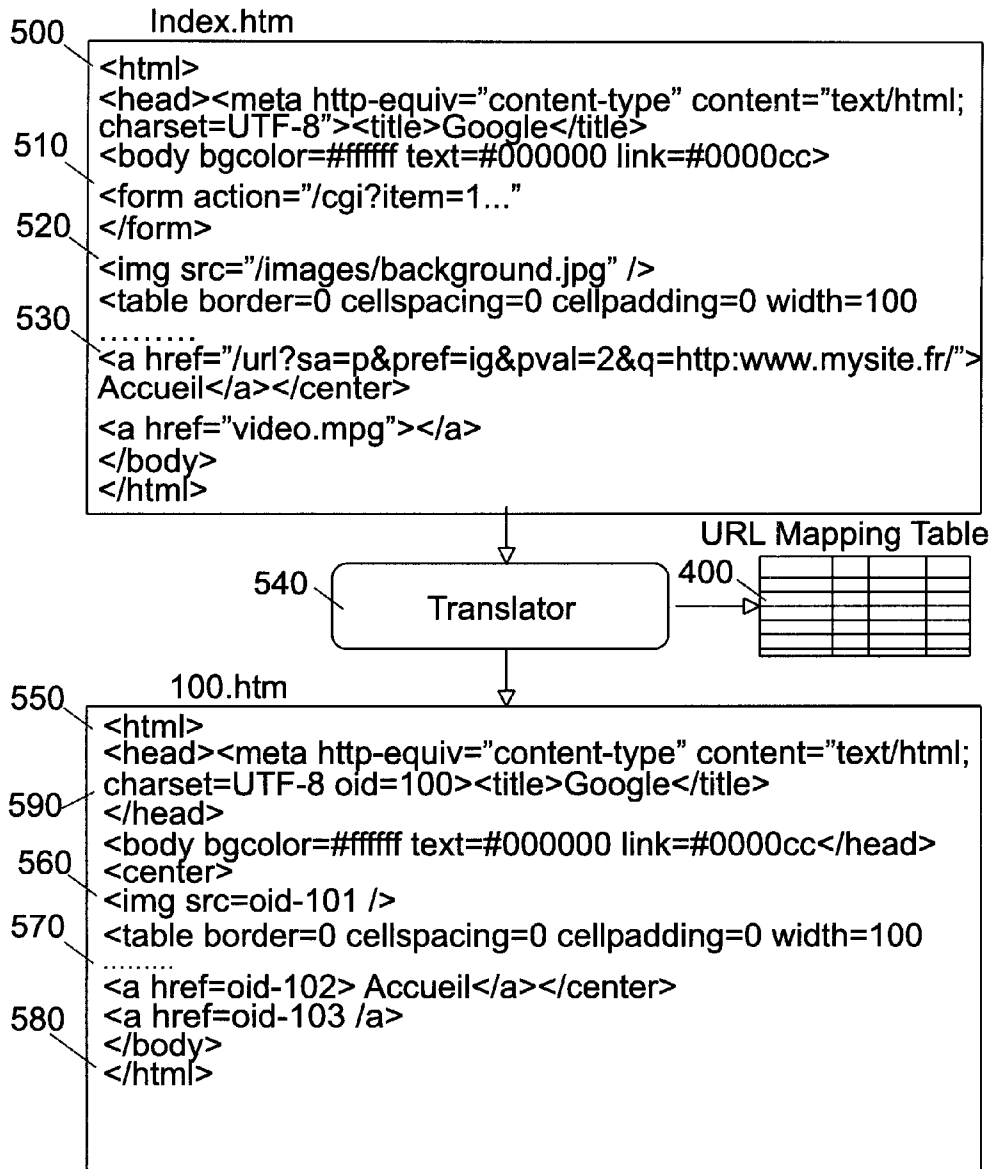 Index.htm
500
<html>
<head><meta http-equiv="content-type" content="text/html;
charset=UTF-8"><title>Google</title>
510
<body bgcolor=#ffffff text=#000000 link=#0000cc>
<form action="/cgi?item=1..."
520
</form>
<img src="/images/background.jpg" />
<table border=0 cellspacing=0 cellpadding=0 width=100
530
.........
<a href="/url?sa=p&pref=ig&pval=2&q=http:www.mysite.fr/">
Accueil</a></center>
<a href="video.mpg"></a>
</body>
</html>
URL Mapping Table
540
Translator
400
100.htm
550
<html>
<head><meta http-equiv="content-type" content="text/html;
charset=UTF-8 oid=100><title>Google</title>
590
</head>
<body bgcolor=#ffffff text=#000000 link=#0000cc</head>
560
<center>
<img src=oid-101 />
570
<table border=0 cellspacing=0 cellpadding=0 width=100
.........
<a href=oid-102> Accueil</a></center>
580
<a href=oid-103 /a>
</body>
</html>